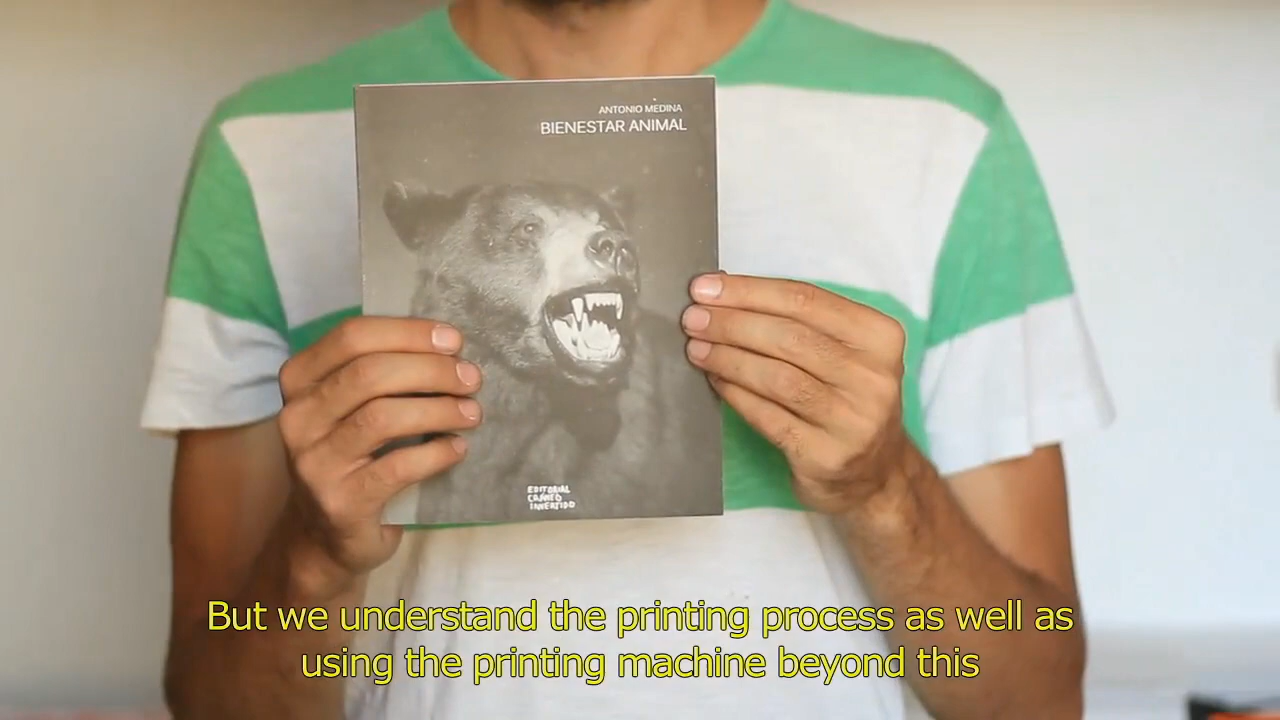 ANTONIO MEDINA
BIENESTAR ANIMAL
EDITORIAL
CRÁNEO
INVERTIDO
But we understand the printing process as well as
using the printing machine beyond this